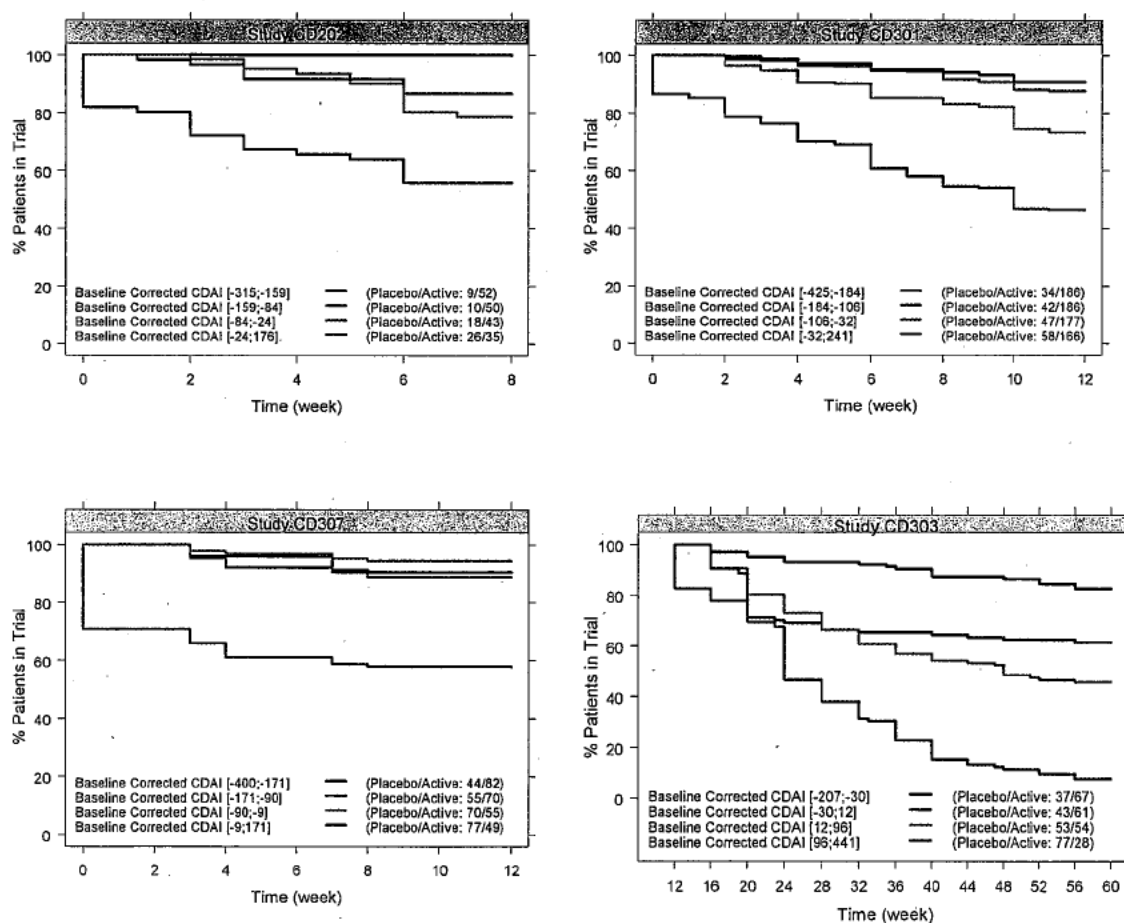 Study CD202
100
80
60
40
20
0
% Patients in Trial
Baseline Corrected CDAI [-315;-159] (Placebo/Active: 9/52)
Baseline Corrected CDAI [-159;-84] (Placebo/Active: 10/50)
Baseline Corrected CDAI [-84;-24] (Placebo/Active: 18/43)
Baseline Corrected CDAI [-24;176] (Placebo/Active: 26/35)
0 2 4 6 8
Time (week)
Study CD301
100
80
60
40
20
0
% Patients in Trial
Baseline Corrected CDAI [-425;-184] (Placebo/Active: 34/186)
Baseline Corrected CDAI [-184;-106] (Placebo/Active: 42/186)
Baseline Corrected CDAI [-106;-32] (Placebo/Active: 47/177)
Baseline Corrected CDAI [-32;241] (Placebo/Active: 58/166)
0 2 4 6 8 10 12
Time (week)
Study CD307
100
80
60
40
20
0
% Patients in Trial
Baseline Corrected CDAI [-400;-171] (Placebo/Active: 44/82)
Baseline Corrected CDAI [-171;-90] (Placebo/Active: 55/70)
Baseline Corrected CDAI [-90;-9] (Placebo/Active: 70/55)
Baseline Corrected CDAI [-9;171] (Placebo/Active: 77/49)
0 2 4 6 8 10 12
Time (week)
Study CD303
100
80
60
40
20
0
% Patients in Trial
Baseline Corrected CDAI [-207;-30] (Placebo/Active: 37/67)
Baseline Corrected CDAI [-30;12] (Placebo/Active: 43/61)
Baseline Corrected CDAI [12;96] (Placebo/Active: 53/54)
Baseline Corrected CDAI [96;441] (Placebo/Active: 77/28)
12 16 20 24 28 32 36 40 44 48 52 56 60
Time (week)